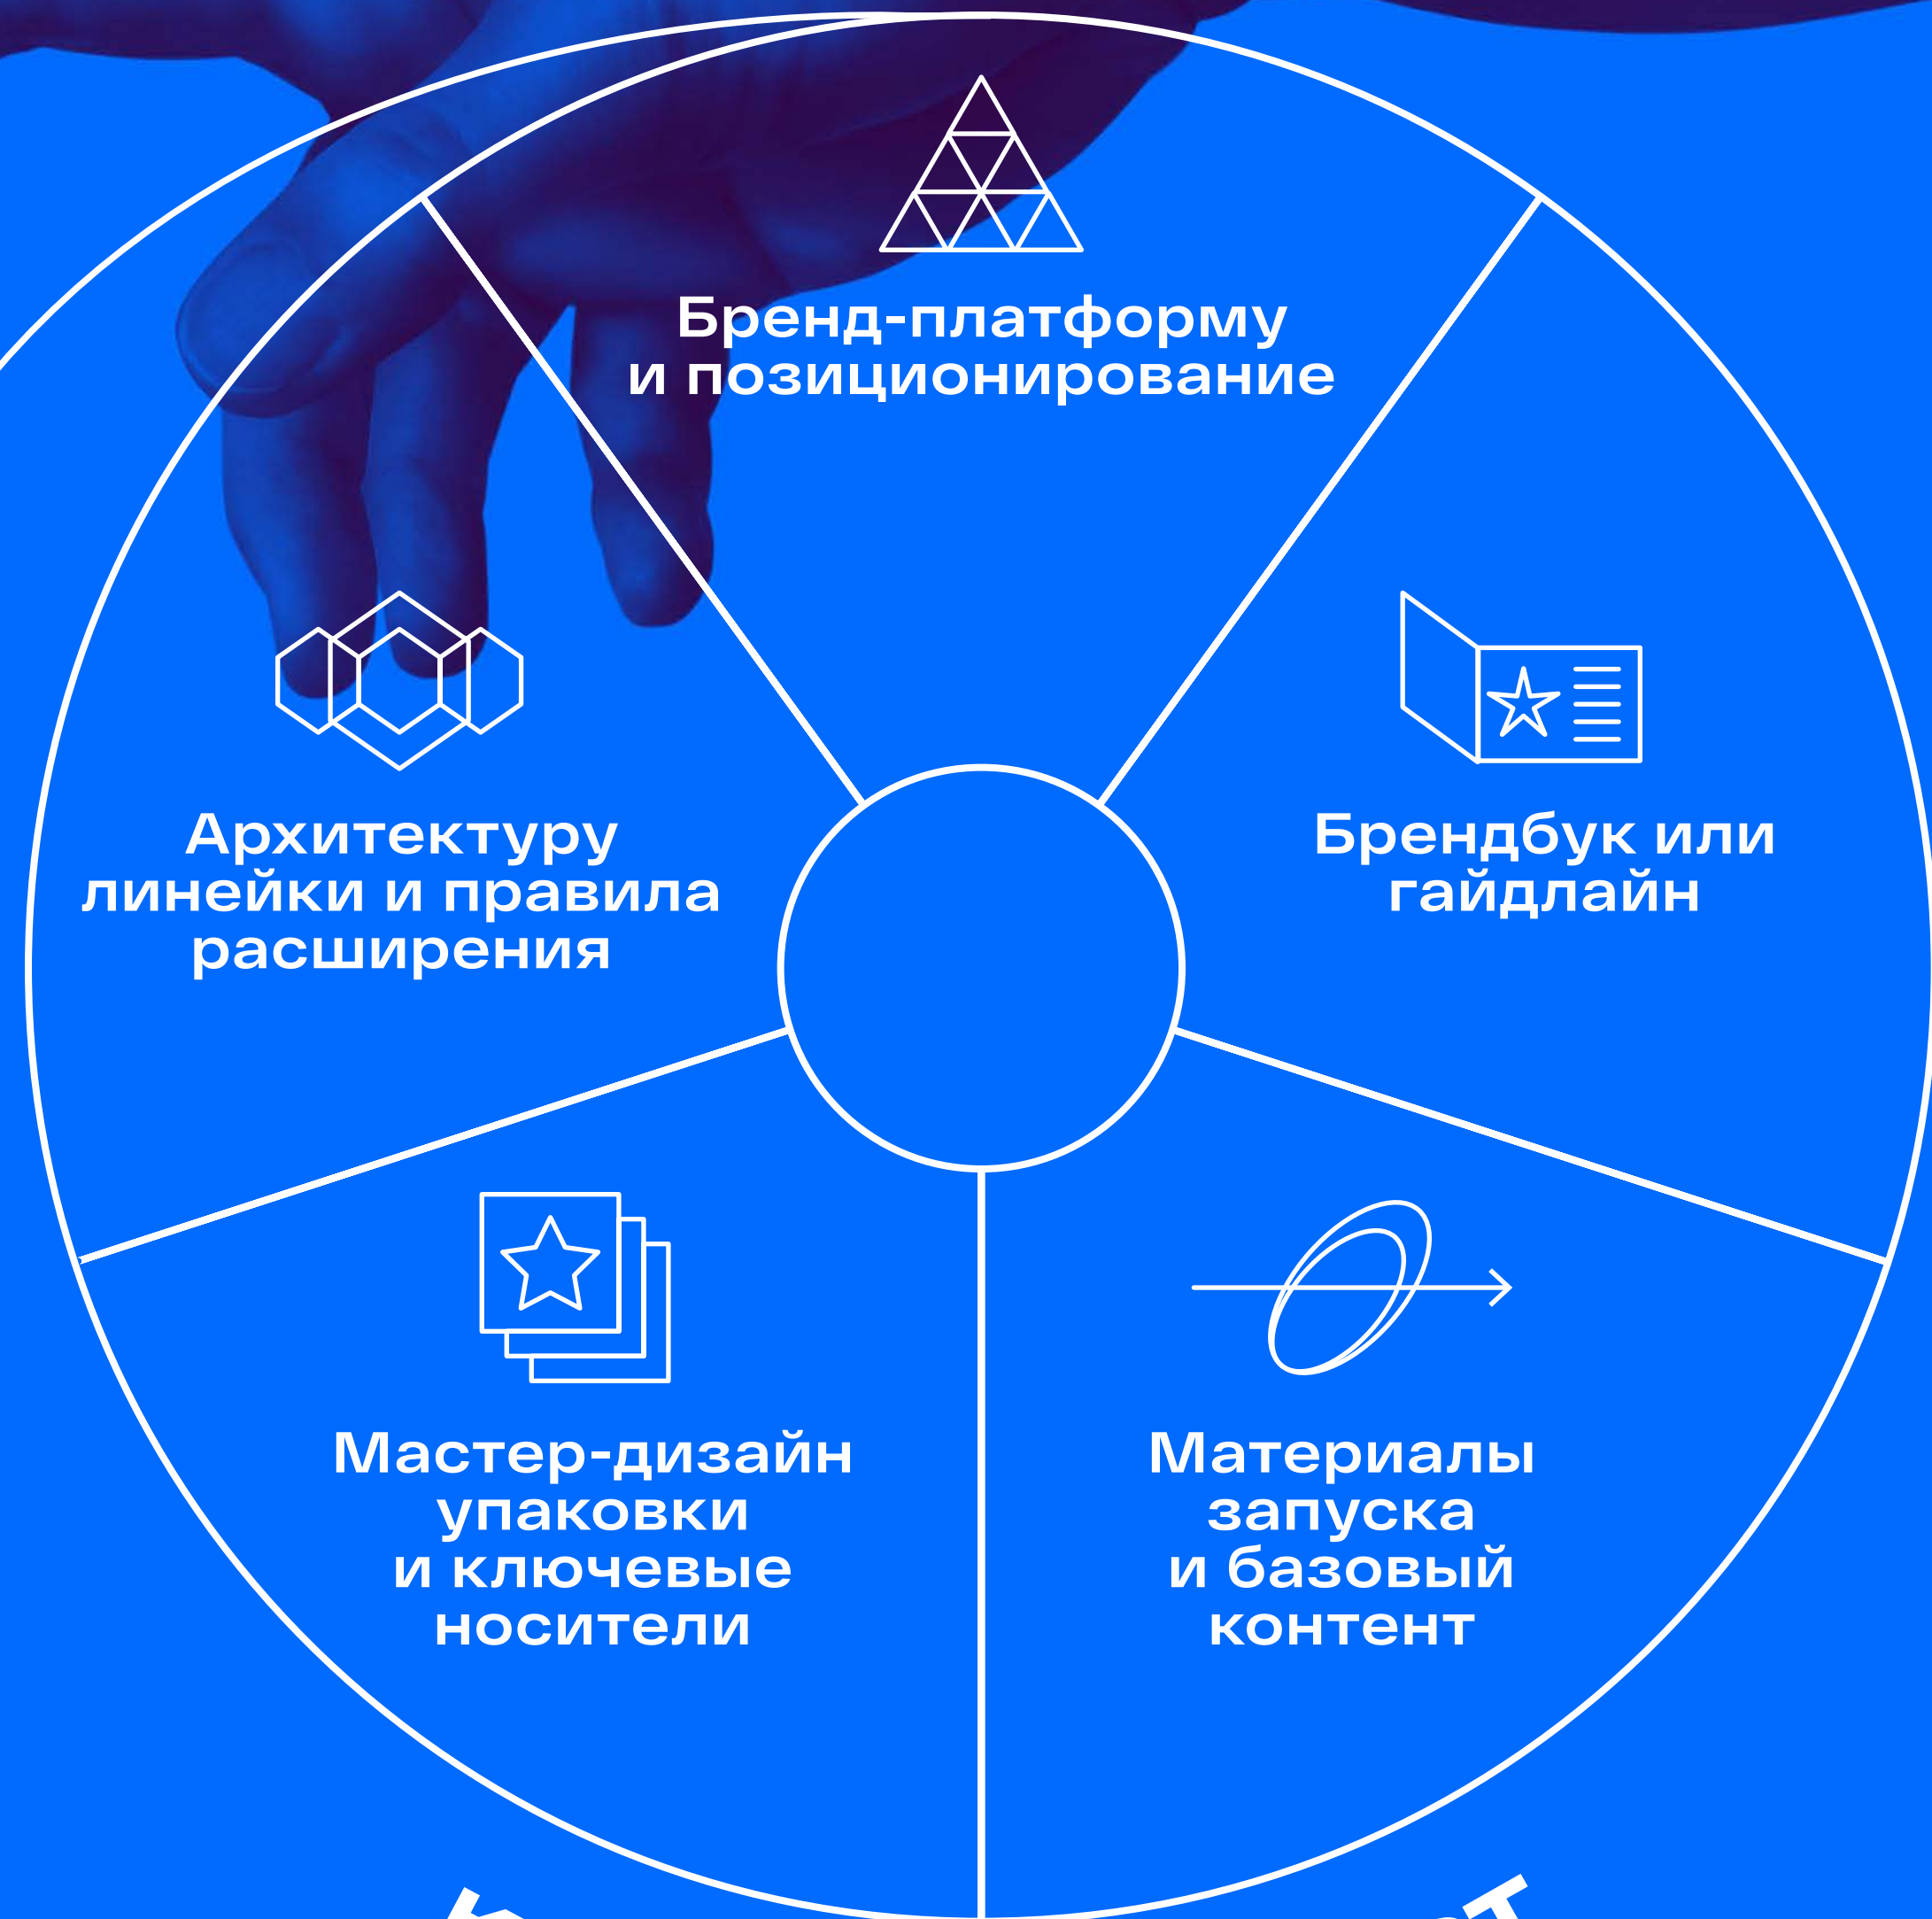 Бренд-платформу
и позиционирование
Архитектуру
линейки и правила
расширения
Брендбук или
гайдлайн
Мастер-дизайн
упаковки
и ключевые
носители
Материалы
запуска
и базовый
контент